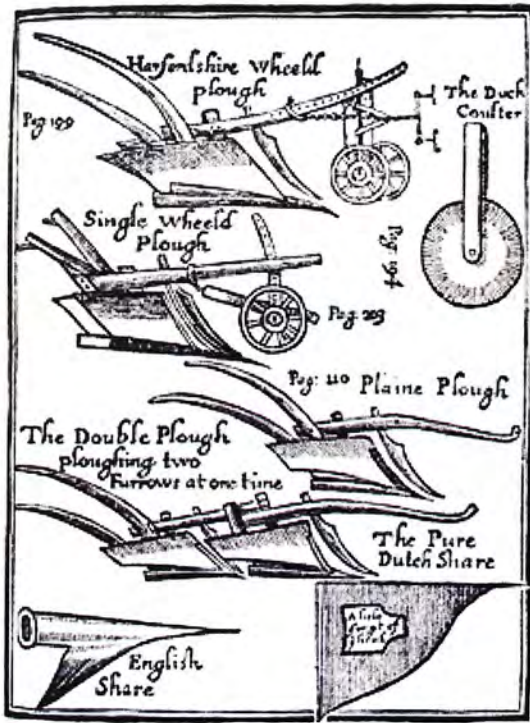 Harfordshire Wheeld
plough
The Duch
Coulter
Pag 199
Single Wheeld
Plough
Pag: 194
Pag: 203
Pag: 210 Plaine Plough
The Double Plough
ploughing two
Furrows at one time
The Pure
Dutch Share
English
Share